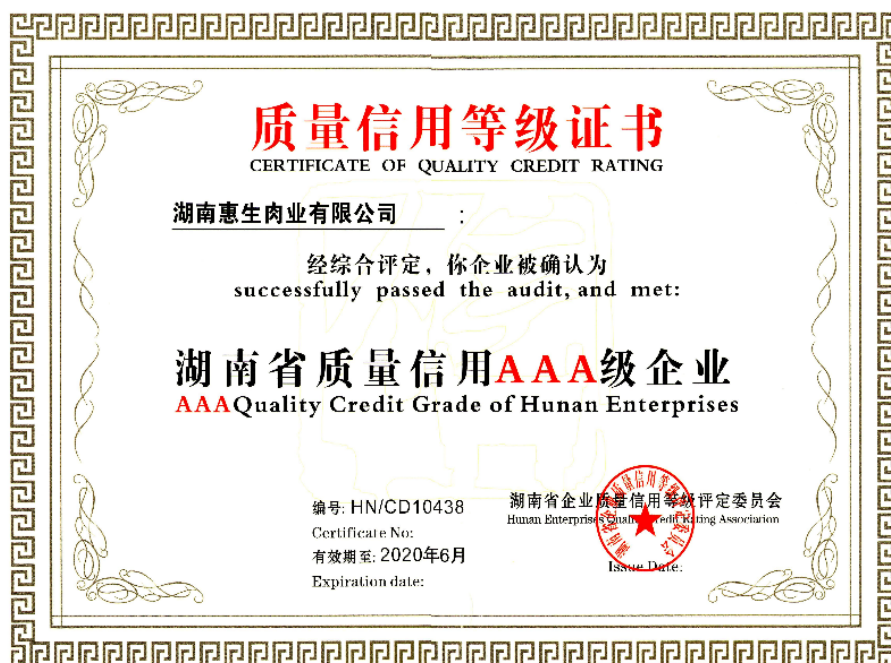 质量信用等级证书
CERTIFICATE OF QUALITY CREDIT RATING
湖南惠生肉业有限公司 :
经综合评定，你企业被确认为
successfully passed the audit, and met:
湖南省质量信用AAA级企业
AAAQuality Credit Grade of Hunan Enterprises
编号: HN/CD10438
Certificate No:
有效期至: 2020年6月
Expiration date:
湖南省企业质量信用等级评定委员会
Hunan Enterprises Quality Credit Rating Association
Issue Date: